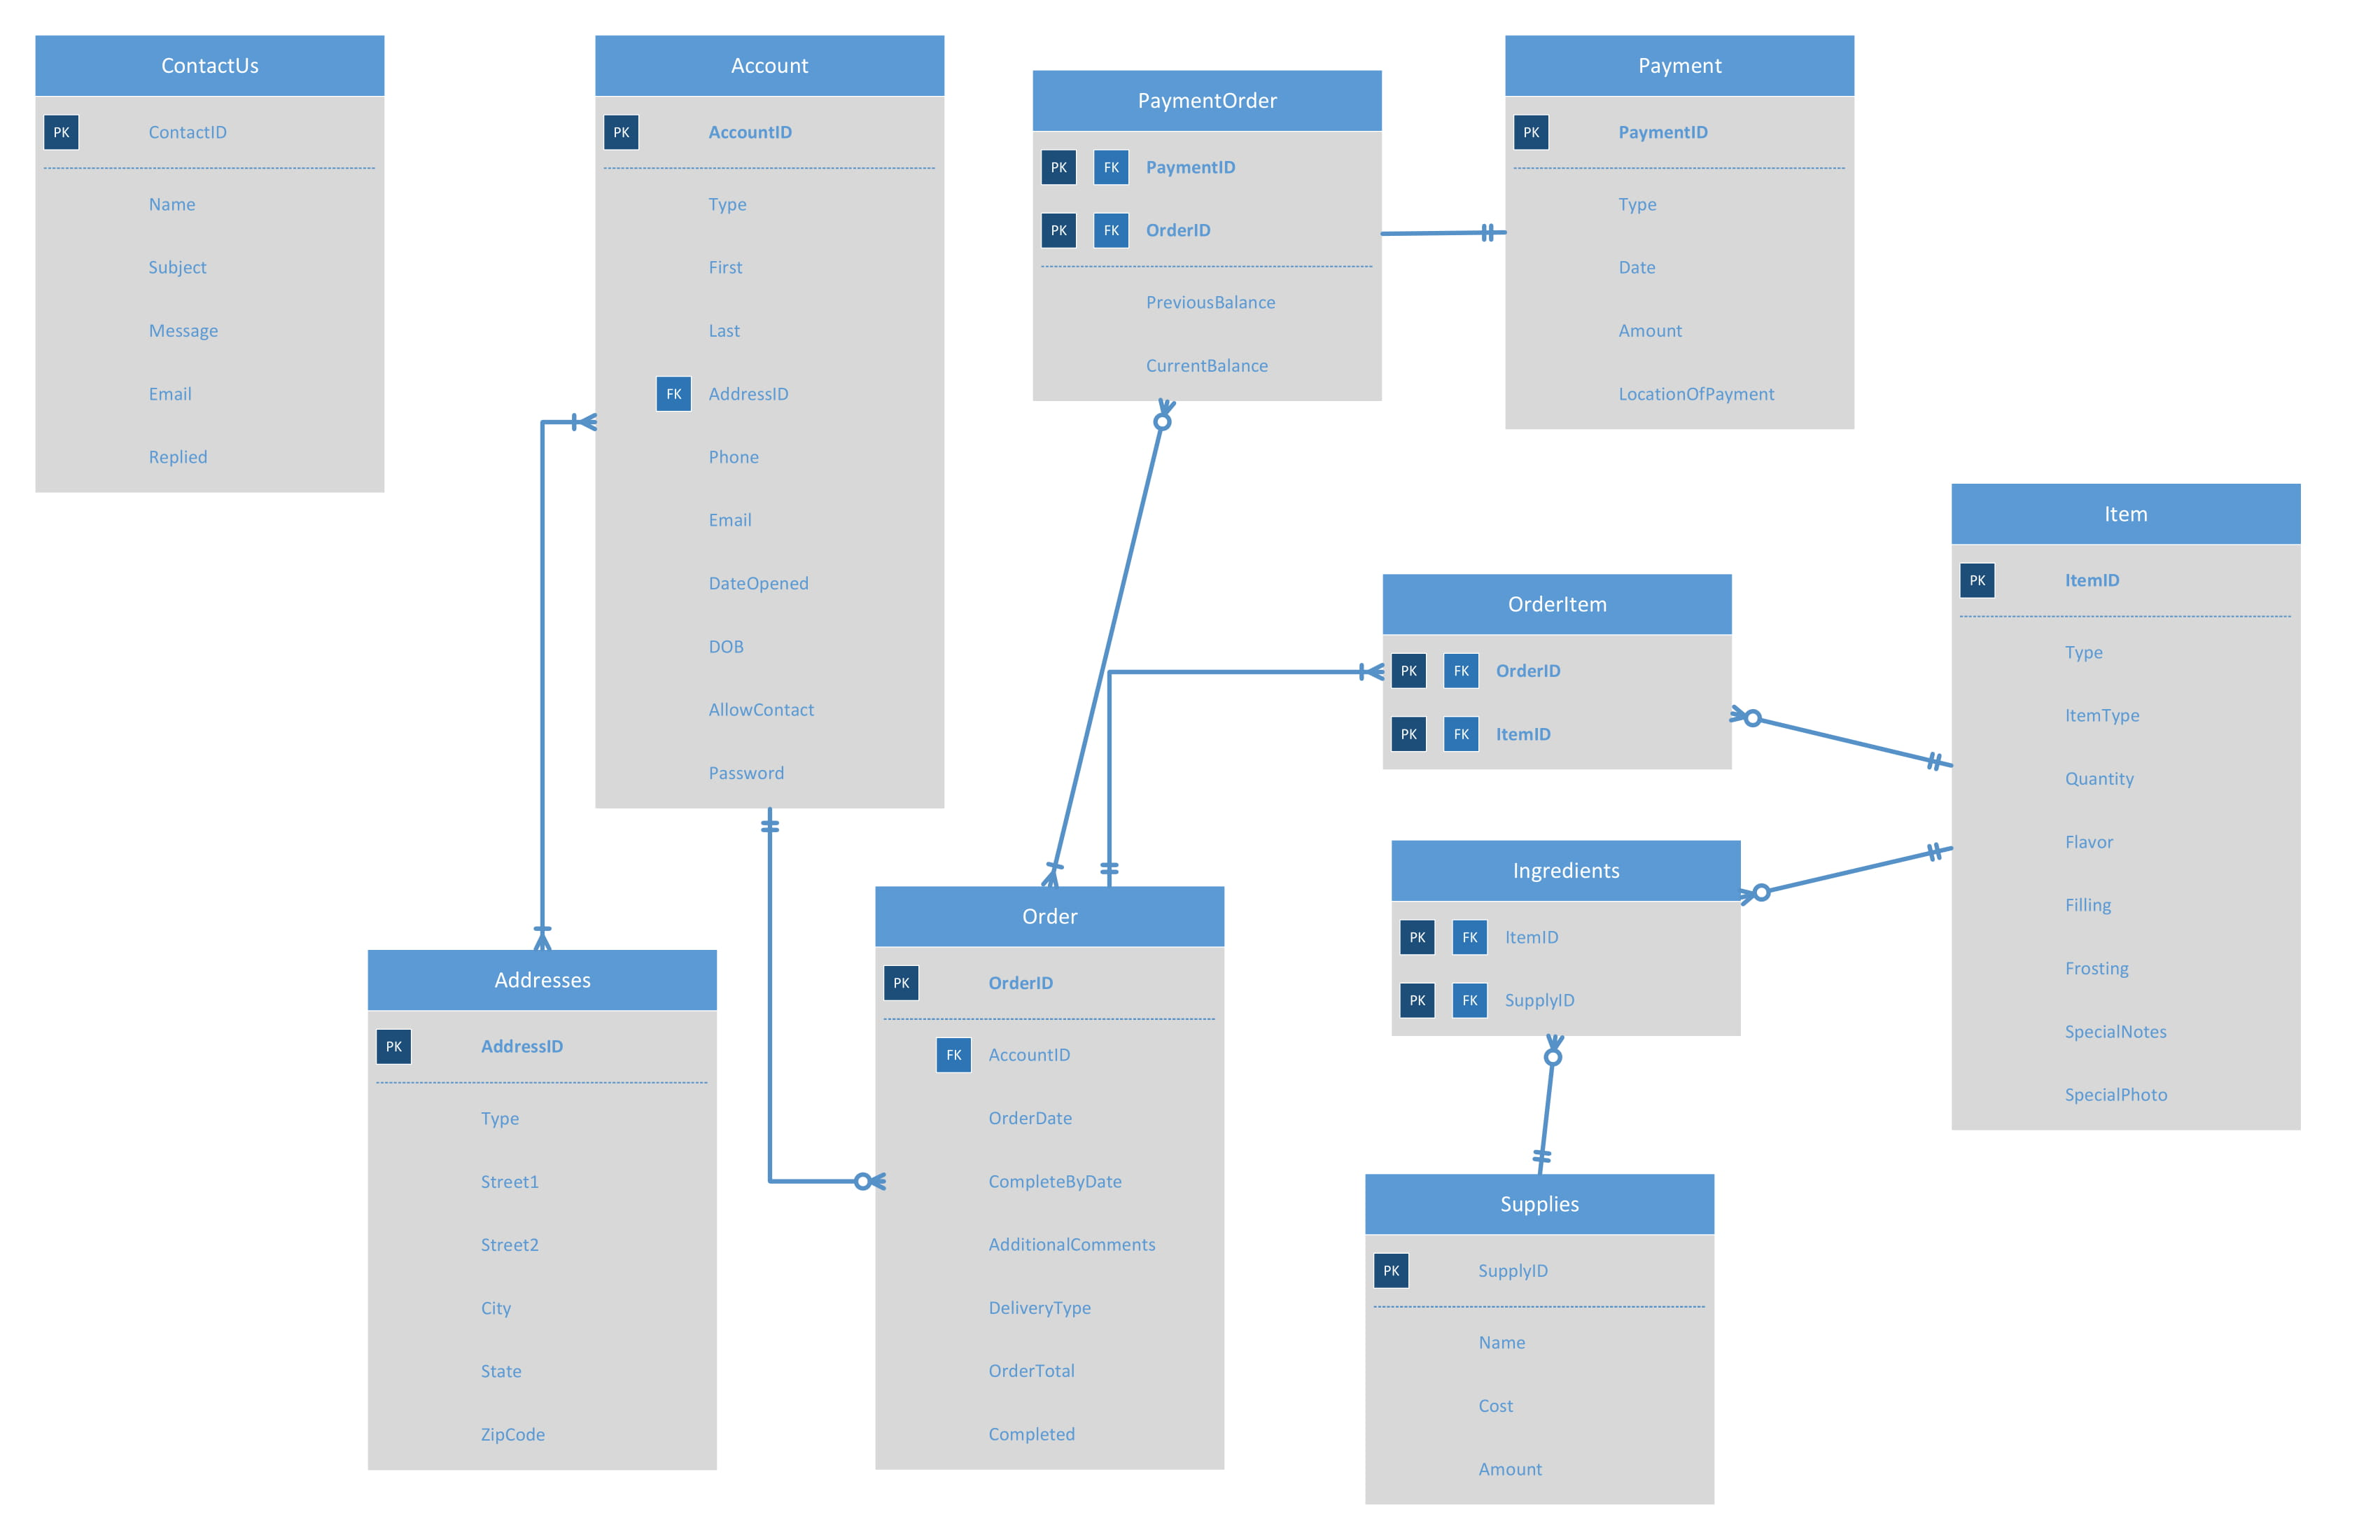 ContactUs
PK ContactID
Name
Subject
Message
Email
Replied
Account
PK AccountID
Type
First
Last
FK AddressID
Phone
Email
DateOpened
DOB
AllowContact
Password
PaymentOrder
PK FK PaymentID
PK FK OrderID
PreviousBalance
CurrentBalance
Payment
PK PaymentID
Type
Date
Amount
LocationOfPayment
Item
PK ItemID
Type
ItemType
Quantity
Flavor
Filling
Frosting
SpecialNotes
SpecialPhoto
OrderItem
PK FK OrderID
PK FK ItemID
Ingredients
PK FK ItemID
PK FK SupplyID
Addresses
PK AddressID
Type
Street1
Street2
City
State
ZipCode
Order
PK OrderID
FK AccountID
OrderDate
CompleteByDate
AdditionalComments
DeliveryType
OrderTotal
Completed
Supplies
PK SupplyID
Name
Cost
Amount